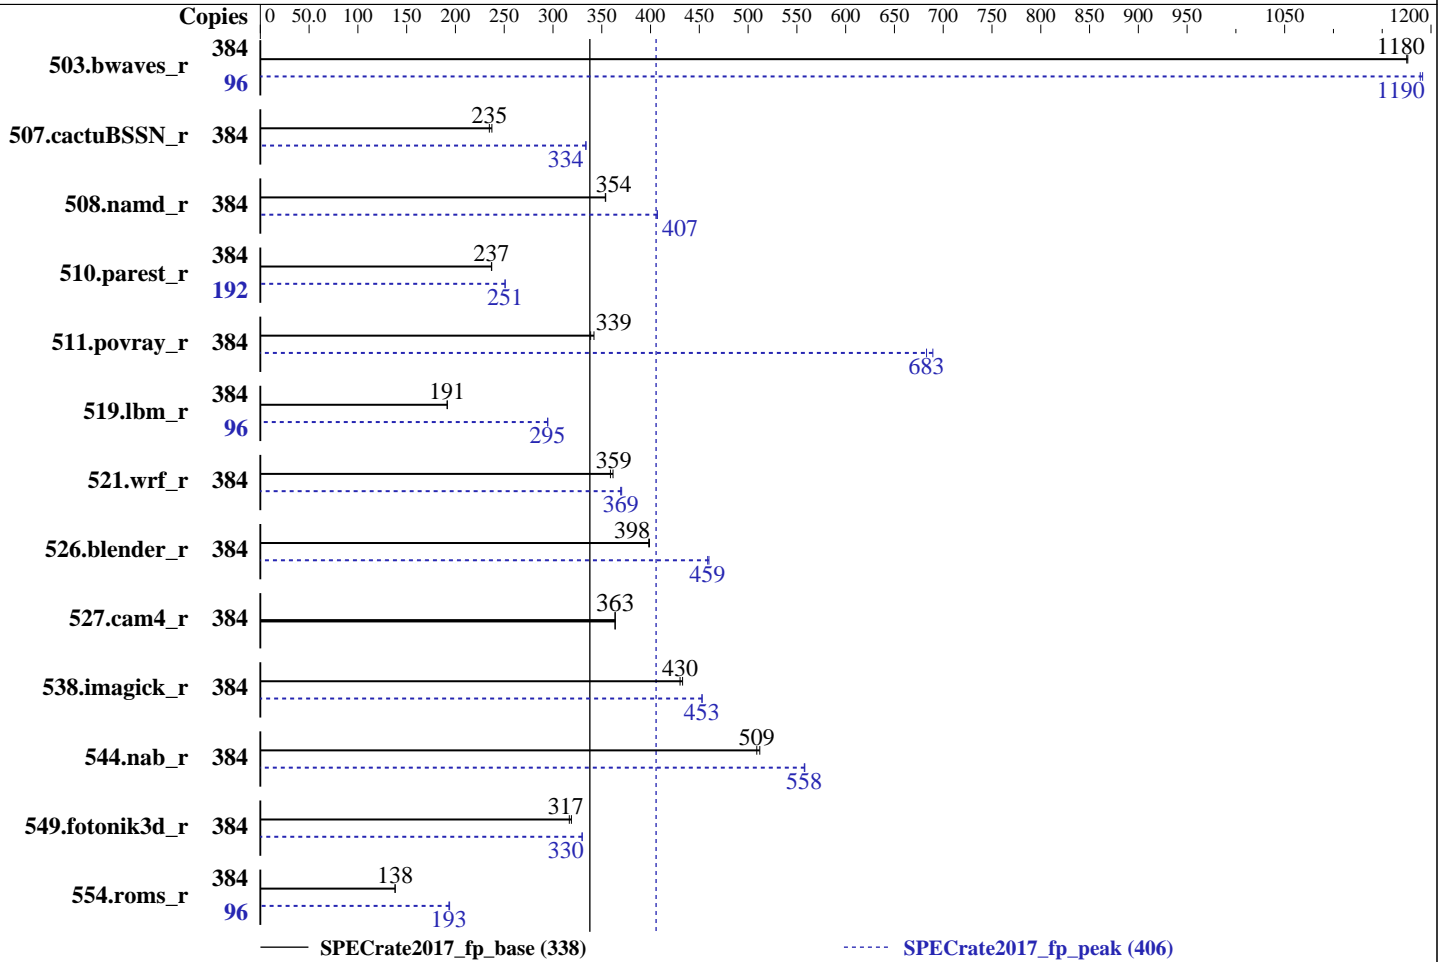 Copies 0 50.0 100 150 200 250 300 350 400 450 500 550 600 650 700 750 800 850 900 950 1050 1200
503.bwaves_r 384 1180
96 1190
507.cactuBSSN_r 384 235
334
508.namd_r 384 354
407
510.parest_r 384 237
192 251
511.povray_r 384 339
683
519.lbm_r 384 191
96 295
521.wrf_r 384 359
369
526.blender_r 384 398
459
527.cam4_r 384 363
538.imagick_r 384 430
453
544.nab_r 384 509
558
549.fotonik3d_r 384 317
330
554.roms_r 384 138
96 193
SPECrate2017_fp_base (338) SPECrate2017_fp_peak (406)